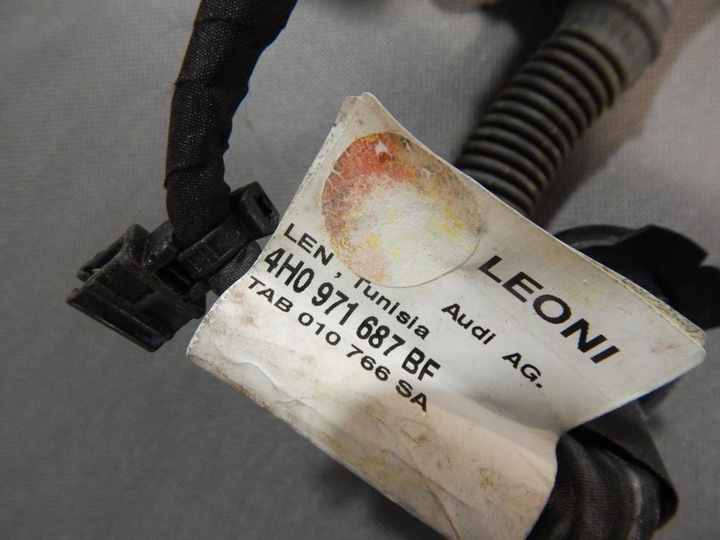 LEONI
LEN, Tunisia Audi AG.
4H0 971 687 BF
TAB 010 766 SA